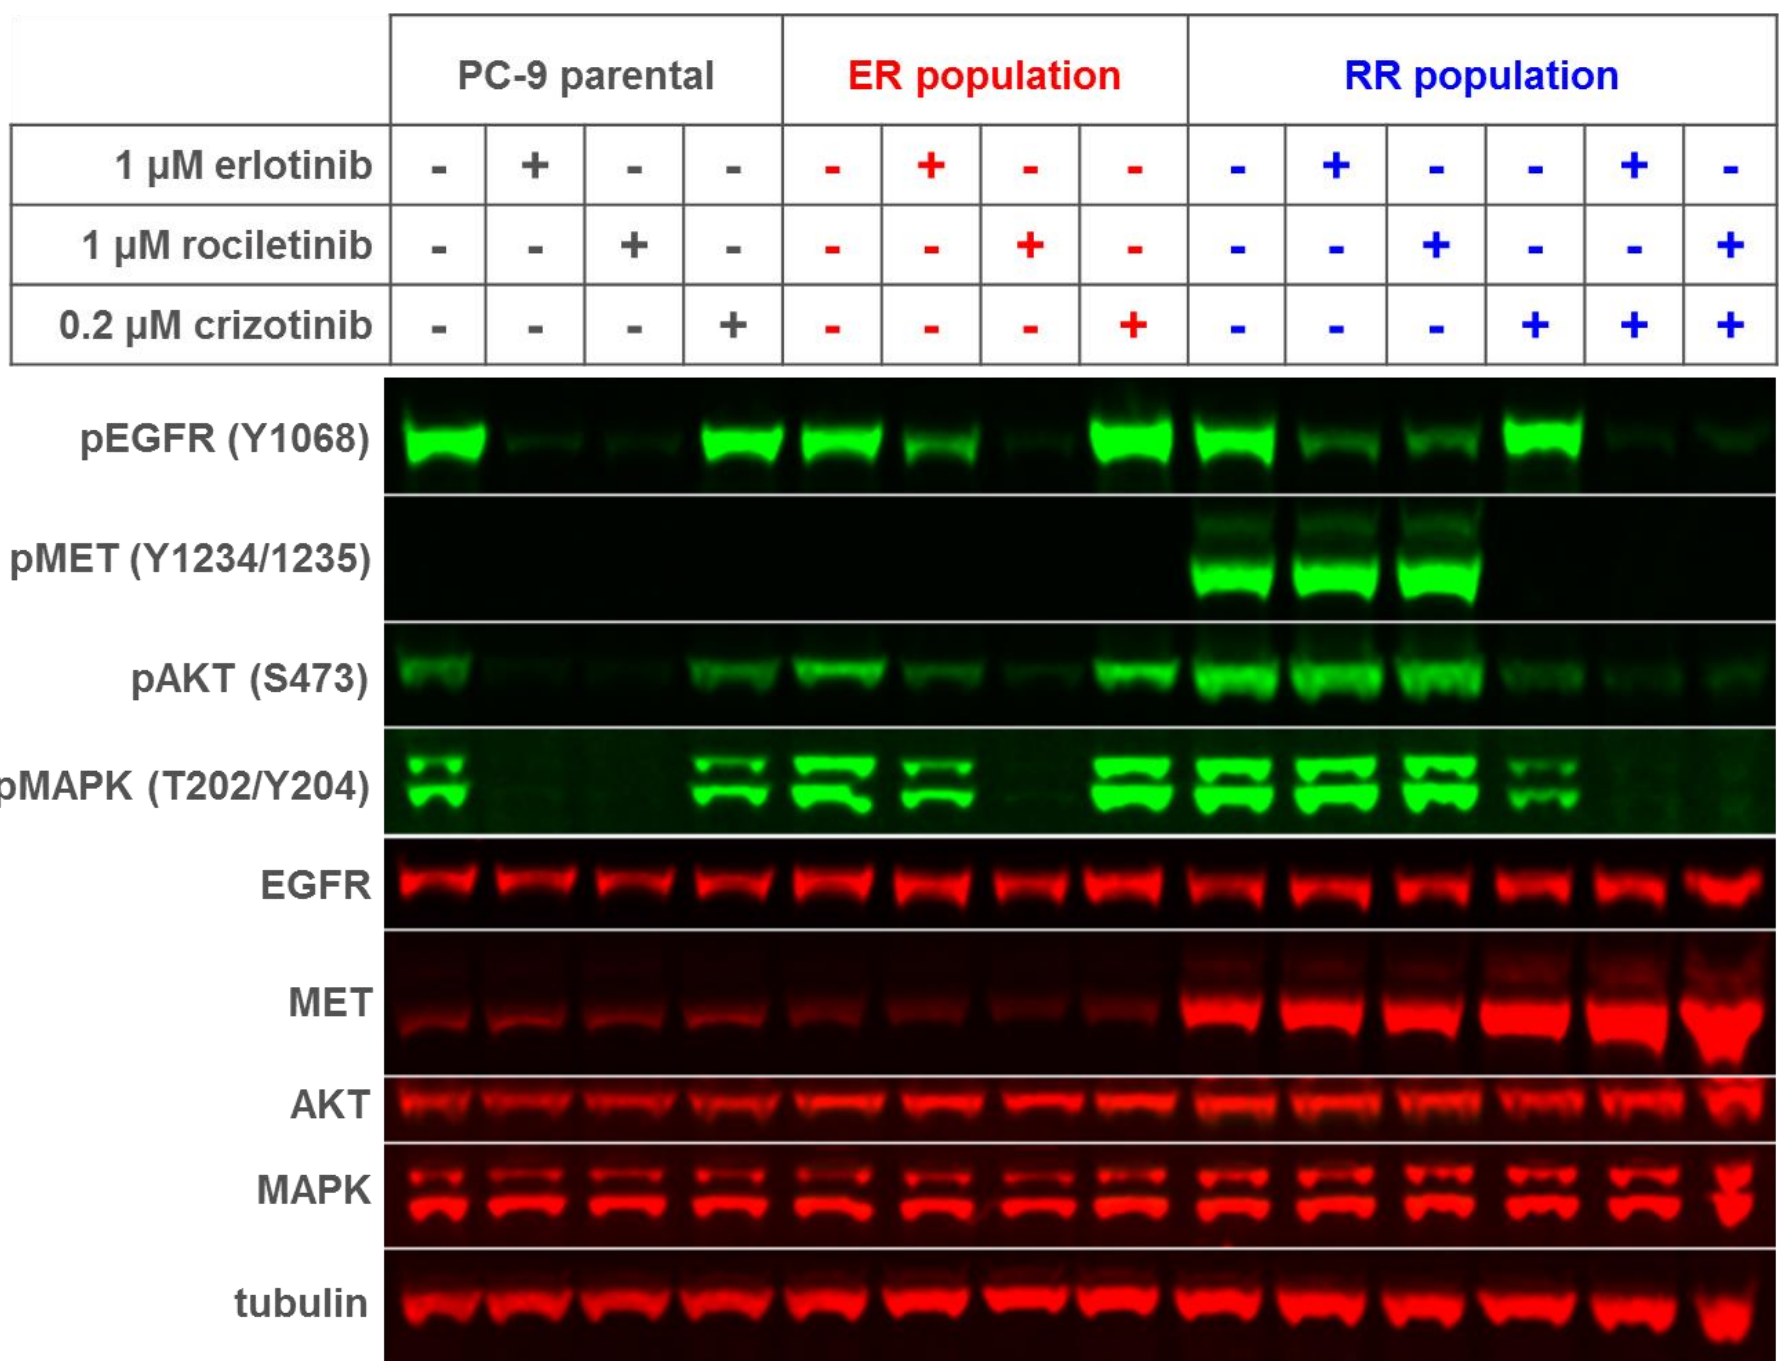 PC-9 parental ER population RR population
1 µM erlotinib - + - - - + - - - + - - + -
1 µM rociletinib - - + - - - + - - - + - - +
0.2 µM crizotinib - - - + - - - + - - - + + +
pEGFR (Y1068)
pMET (Y1234/1235)
pAKT (S473)
pMAPK (T202/Y204)
EGFR
MET
AKT
MAPK
tubulin